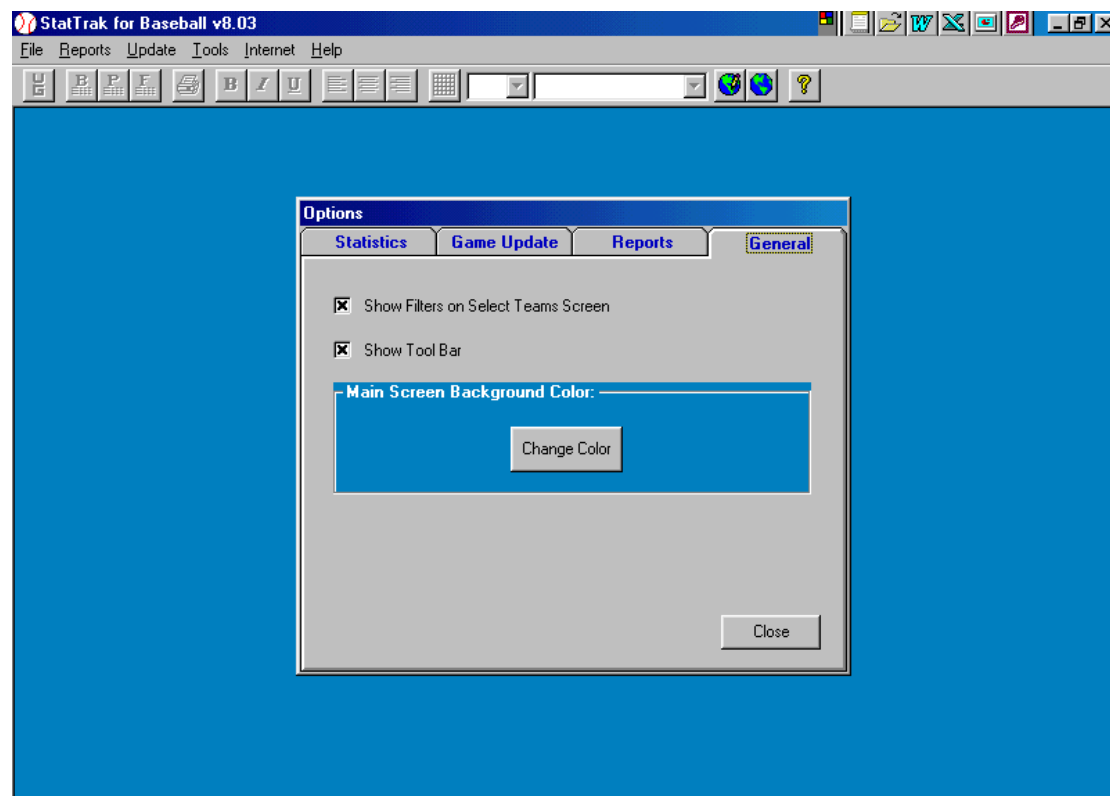 StatTrak for Baseball v8.03
File Reports Update Tools Internet Help
B P F B I U ?
Options
Statistics Game Update Reports General
Show Filters on Select Teams Screen
Show Tool Bar
Main Screen Background Color:
Change Color
Close